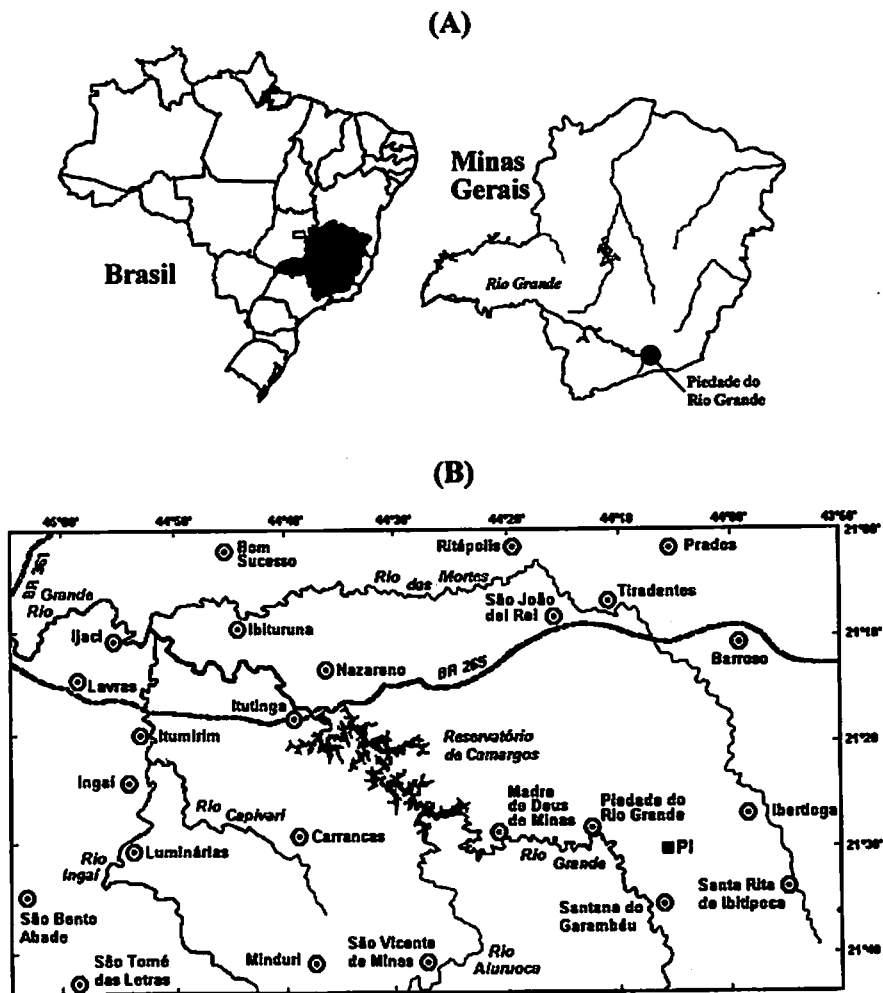 (A)
Minas
Gerais
Brasil
Rio Grande
Piedade do
Rio Grande
(B)
45°00'
44°50'
44°40'
44°30'
44°20'
44°10'
44°00'
43°50'
21°00'
BR 381
Bom
Sucesso
Ritápolis
Prados
Rio
Grande
Rio
das Mortes
São João
del Rei
Tiradentes
Ijaci
Ibituruna
21°10'
Barroso
Nazareno
BR 265
Lavras
Itutinga
Itumirim
Reservatório
de Camargos
21°20'
Ingaí
Rio
Capivari
Madre
de Deus
de Minas
Piedade do
Rio Grande
Ibertioga
Carrancas
Rio
Grande
PI
21°30'
Rio
Ingaí
Luminárias
São Bento
Abade
Santana do
Garambéu
Santa Rita
de Ibitipoca
São Tomé
das Letras
Minduri
São Vicente
de Minas
Rio
Aiuruoca
21°40'